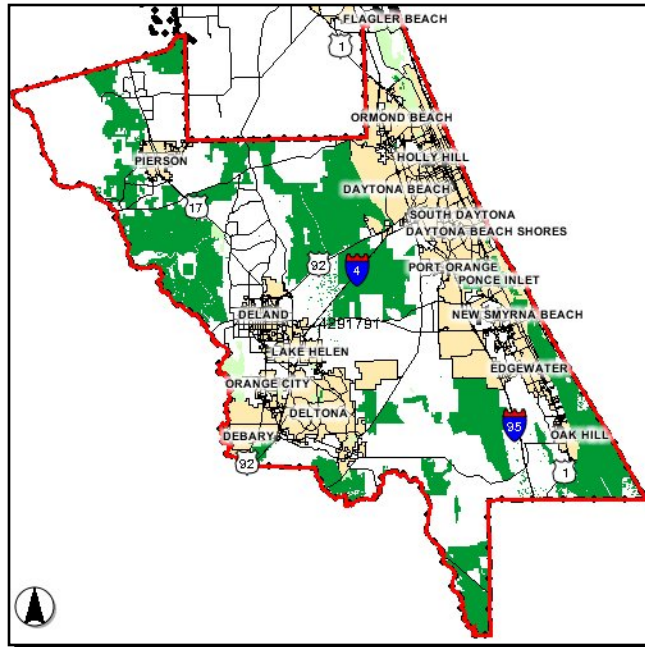 FLAGLER BEACH
1
ORMOND BEACH
HOLLY HILL
PIERSON
DAYTONA BEACH
17
SOUTH DAYTONA
DAYTONA BEACH SHORES
92
4
PORT ORANGE
PONCE INLET
DELAND
4291791
NEW SMYRNA BEACH
LAKE HELEN
EDGEWATER
ORANGE CITY
DELTONA
95
DEBARY
OAK HILL
92
1